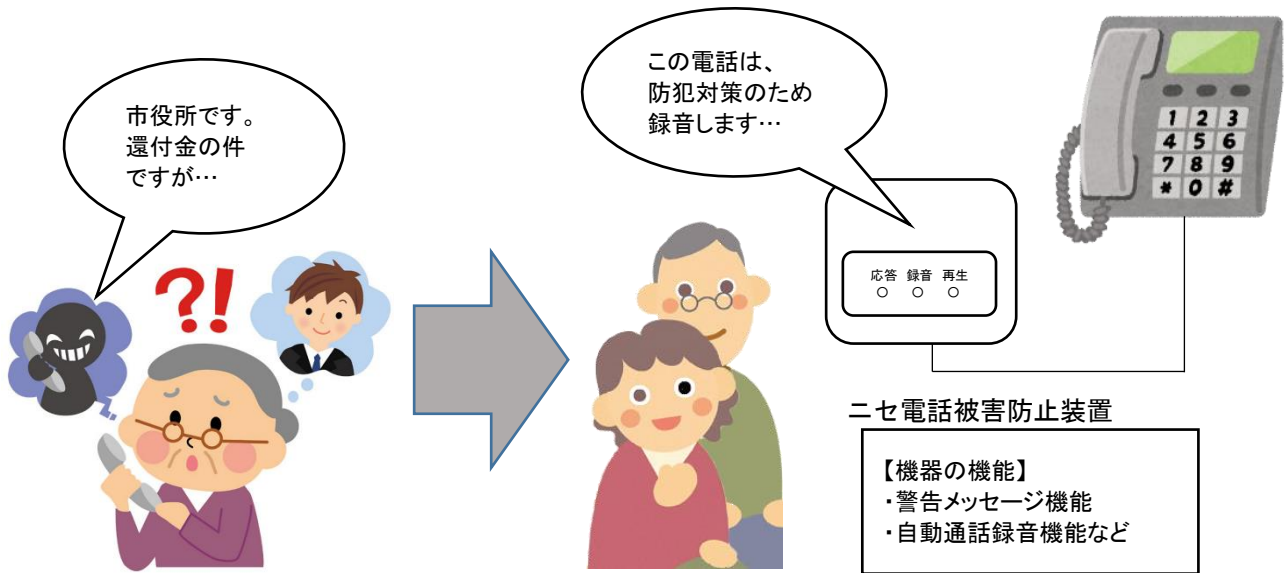 市役所です。
還付金の件
ですが…
?!
この電話は、
防犯対策のため
録音します…
1 2 3
4 5 6
7 8 9
* 0 #
応答 録音 再生
○ ○ ○
ニセ電話被害防止装置
【機器の機能】
・警告メッセージ機能
・自動通話録音機能など